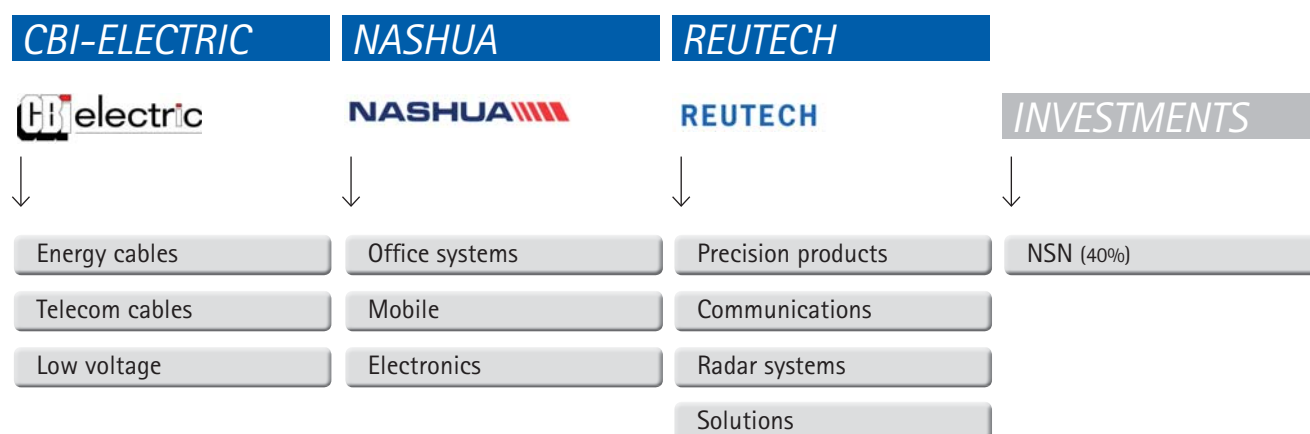 CBI-ELECTRIC
CBi electric
Energy cables
Telecom cables
Low voltage
NASHUA
NASHUA
Office systems
Mobile
Electronics
REUTECH
REUTECH
Precision products
Communications
Radar systems
Solutions
INVESTMENTS
NSN (40%)